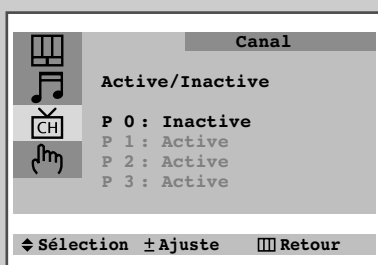 Canal
Active/Inactive
P 0 : Inactive
CH
P 1 : Active
P 2 : Active
P 3 : Active
Sélection ± Ajuste Retour